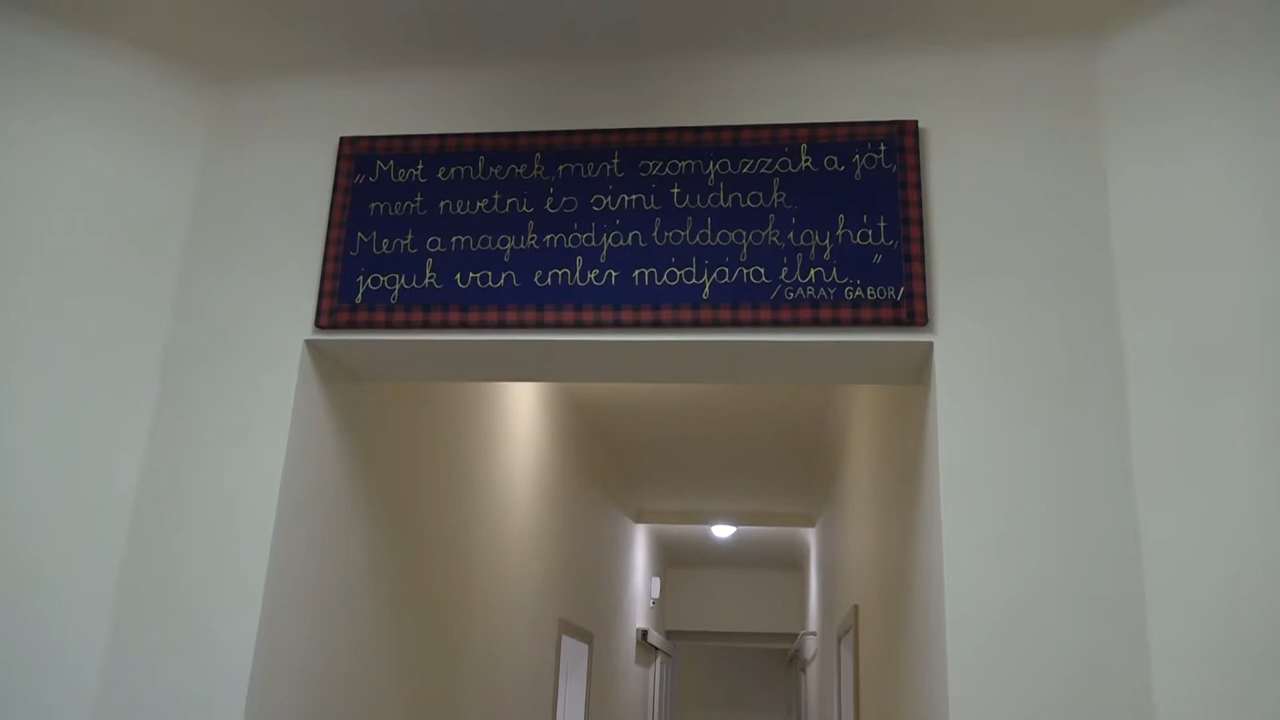 „Mert emberek, mert szomjazzák a jót,
mert nevetni és sírni tudnak.
Mert a maguk módján boldogok, így hát,
joguk van ember módjára élni..”
/GARAY GÁBOR/